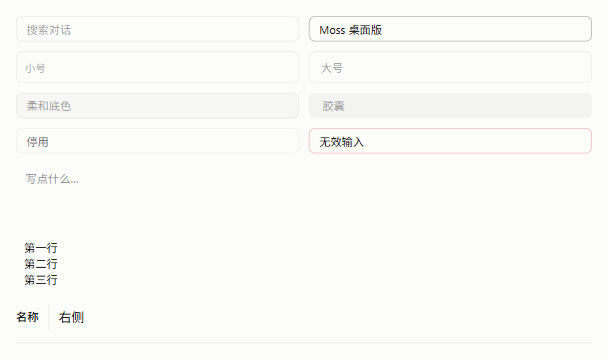 搜索对话
Moss 桌面版
小号
大号
柔和底色
胶囊
停用
无效输入
写点什么...
第一行
第二行
第三行
名称
右侧